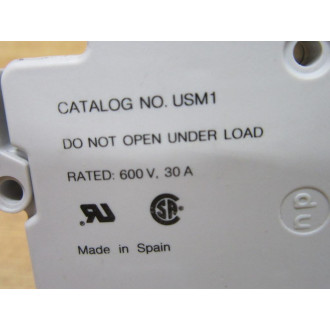 CATALOG NO. USM1
DO NOT OPEN UNDER LOAD
RATED: 600 V, 30 A
Made in Spain